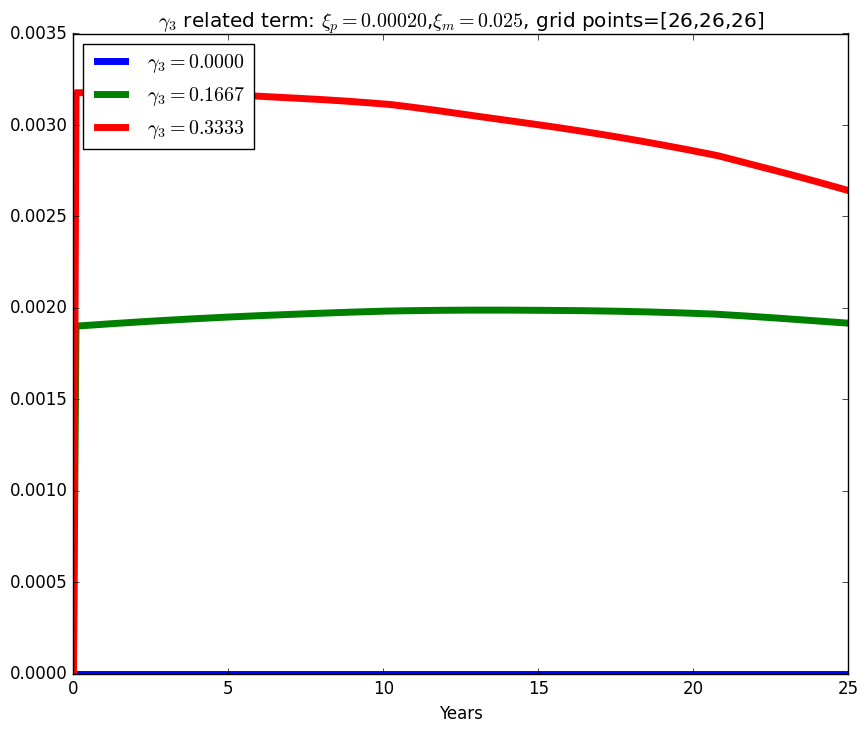 γ₃ related term: ξₚ = 0.00020,ξₘ = 0.025, grid points=[26,26,26]
γ₃ = 0.0000
γ₃ = 0.1667
γ₃ = 0.3333
0.0035
0.0030
0.0025
0.0020
0.0015
0.0010
0.0005
0.0000
0 5 10 15 20 25
Years